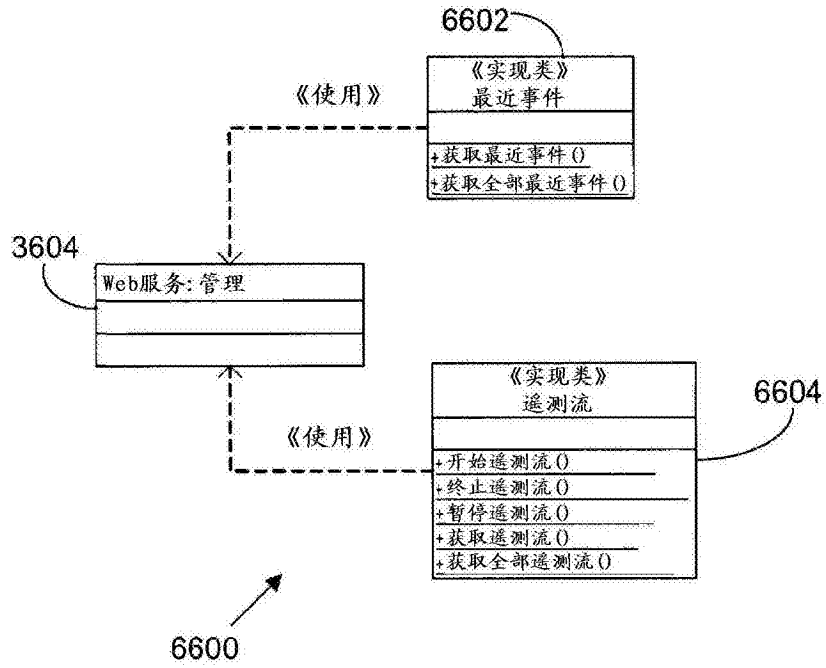 6602
《实现类》
最近事件
+获取最近事件()
+获取全部最近事件()
《使用》
3604
Web服务:管理
《实现类》
遥测流
6604
《使用》
+开始遥测流()
+终止遥测流()
+暂停遥测流()
+获取遥测流()
+获取全部遥测流()
6600